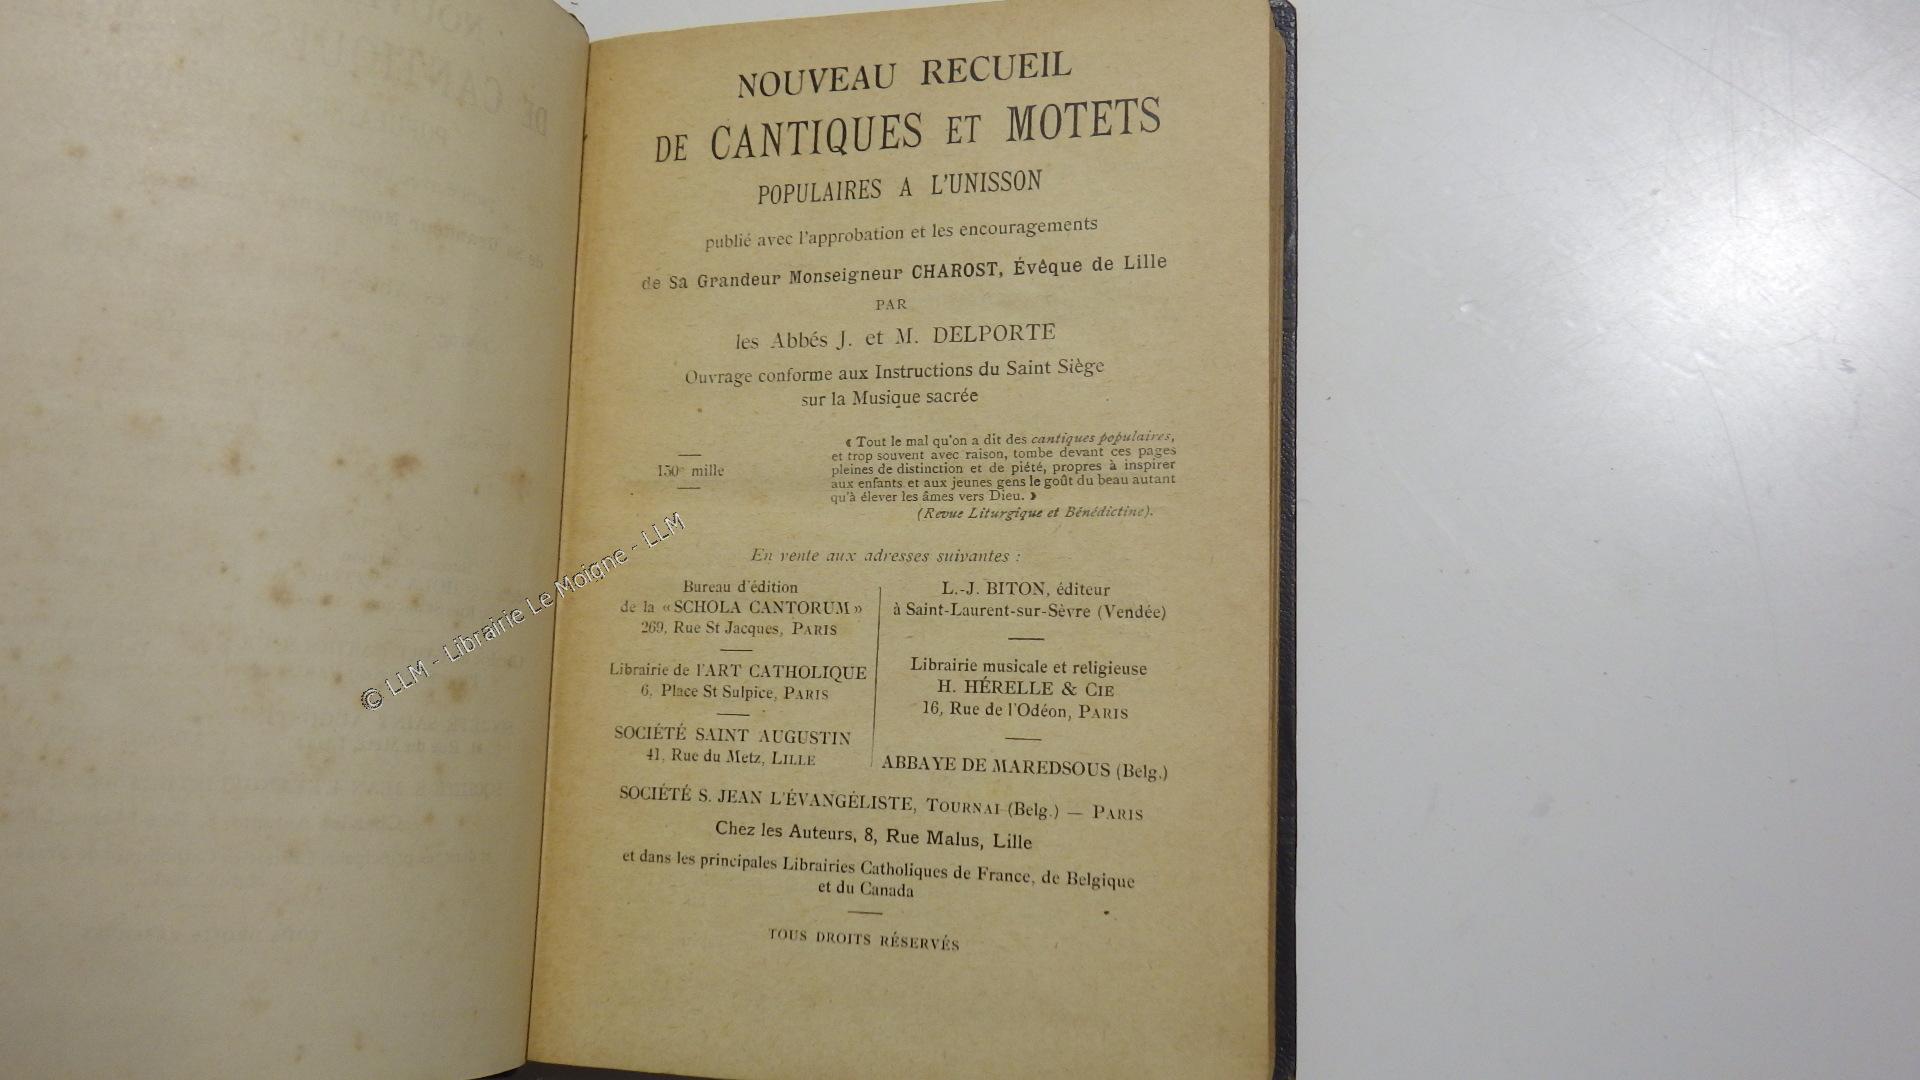 NOUVEAU RECUEIL
DE CANTIQUES ET MOTETS
POPULAIRES A L'UNISSON
publié avec l'approbation et les encouragements
de Sa Grandeur Monseigneur CHAROST, Évêque de Lille
PAR
les Abbés J. et M. DELPORTE
Ouvrage conforme aux Instructions du Saint Siège
sur la Musique sacrée
150e mille
« Tout le mal qu'on a dit des cantiques populaires,
et trop souvent avec raison, tombe devant ces pages
pleines de distinction et de piété, propres à inspirer
aux enfants et aux jeunes gens le goût du beau autant
qu'à élever les âmes vers Dieu. »
(Revue Liturgique et Bénédictine).
En vente aux adresses suivantes :
Bureau d'édition
de la « SCHOLA CANTORUM »
269, Rue St Jacques, PARIS
Librairie de l'ART CATHOLIQUE
6, Place St Sulpice, PARIS
SOCIÉTÉ SAINT AUGUSTIN
41, Rue du Metz, LILLE
L.-J. BITON, éditeur
à Saint-Laurent-sur-Sèvre (Vendée)
Librairie musicale et religieuse
H. HÉRELLE & CIE
16, Rue de l'Odéon, PARIS
ABBAYE DE MAREDSOUS (Belg.)
SOCIÉTÉ S. JEAN L'ÉVANGÉLISTE, TOURNAI (Belg.) — PARIS
Chez les Auteurs, 8, Rue Malus, Lille
et dans les principales Librairies Catholiques de France, de Belgique
et du Canada
TOUS DROITS RÉSERVÉS
© LLM - Librairie Le Moigne - LLM